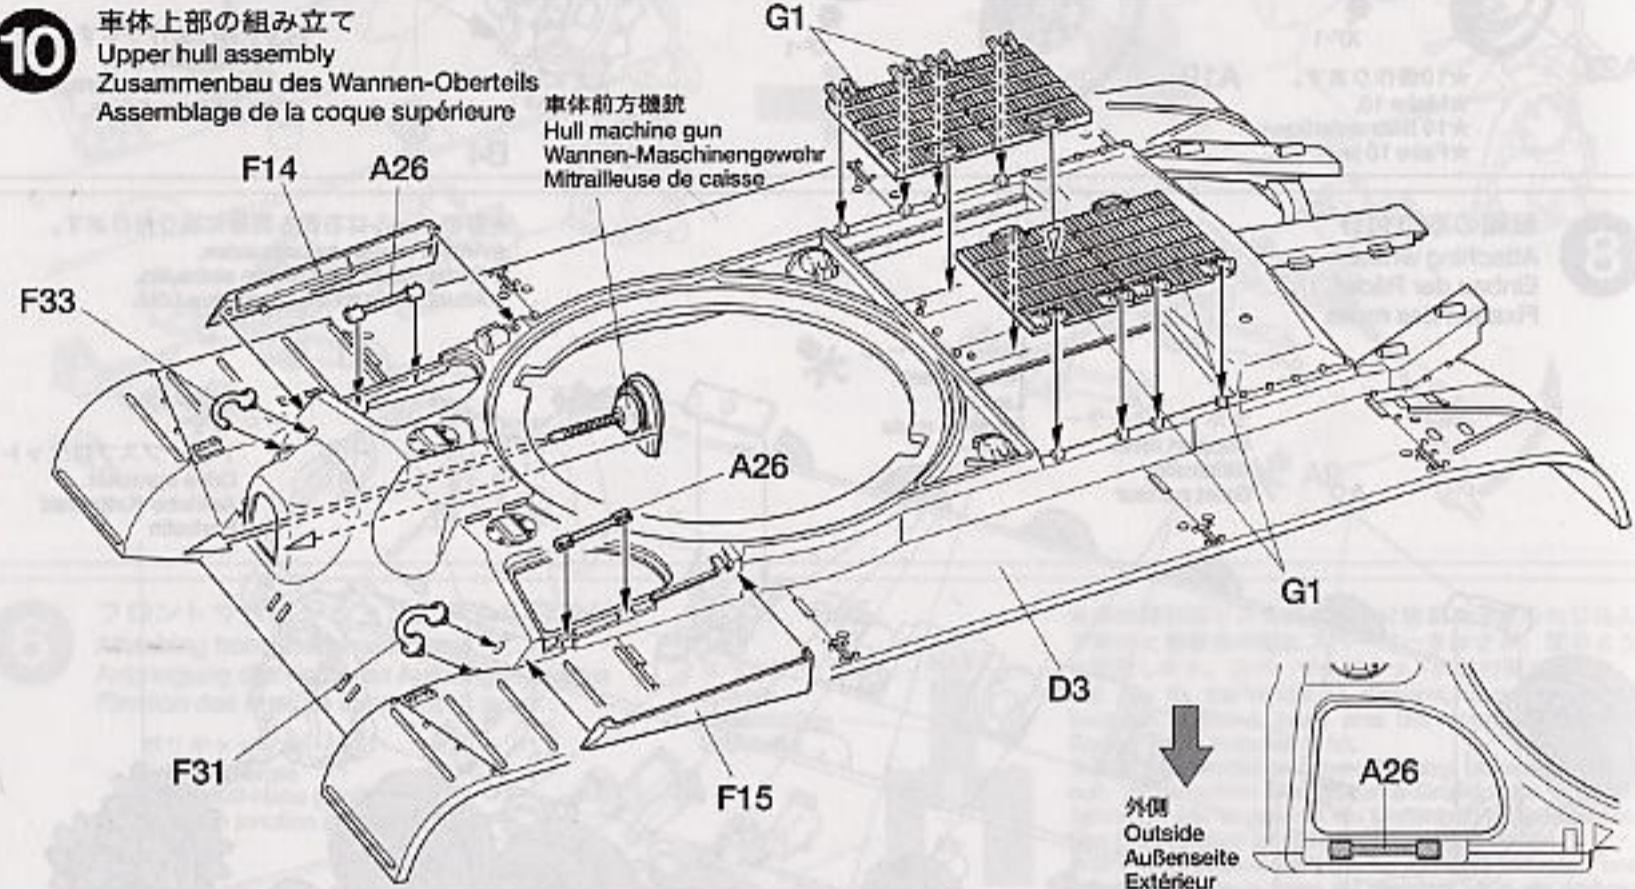 10
車体上部の組み立て
Upper hull assembly
Zusammenbau des Wannen-Oberteils
Assemblage de la coque supérieure
G1
車体前方機銃
Hull machine gun
Wannen-Maschinengewehr
Mitrailleuse de caisse
F14
A26
F33
A26
G1
D3
F31
F15
A26
外側
Outside
Außenseite
Extérieur